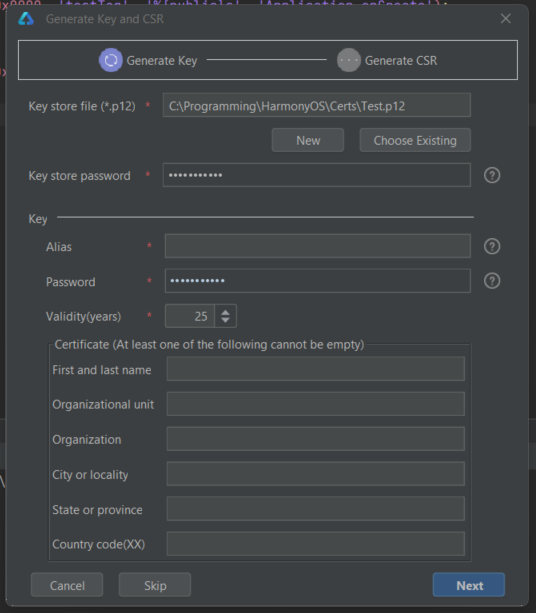 Generate Key and CSR
Generate Key
Generate CSR
Key store file (*.p12) * C:\Programming\HarmonyOS\Certs\Test.p12
New
Choose Existing
Key store password * •••••••••••
?
Key
Alias *
?
Password * •••••••••••
?
Validity(years) * 25
Certificate (At least one of the following cannot be empty)
First and last name
Organizational unit
Organization
City or locality
State or province
Country code(XX)
Cancel
Skip
Next